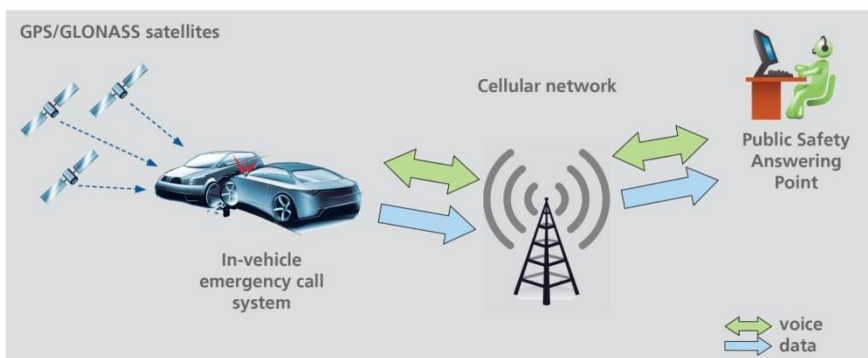 GPS/GLONASS satellites
Cellular network
Public Safety
Answering
Point
In-vehicle
emergency call
system
voice
data